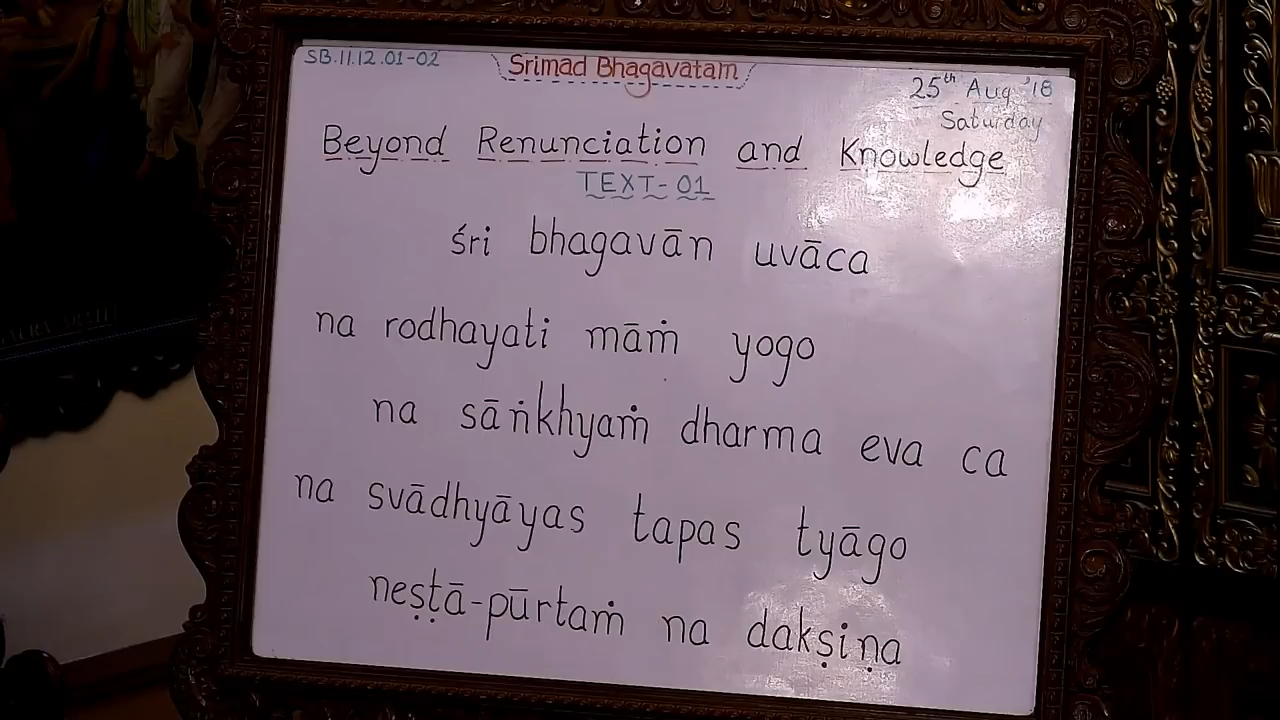 SB.11.12.01-02
Srimad Bhagavatam
25th Aug '18
Saturday
Beyond Renunciation and Knowledge
TEXT-01
śri bhagavān uvāca
na rodhayati māṁ yogo
na sāṅkhyaṁ dharma eva ca
na svādhyāyas tapas tyāgo
neṣṭā-pūrtaṁ na dakṣiṇa